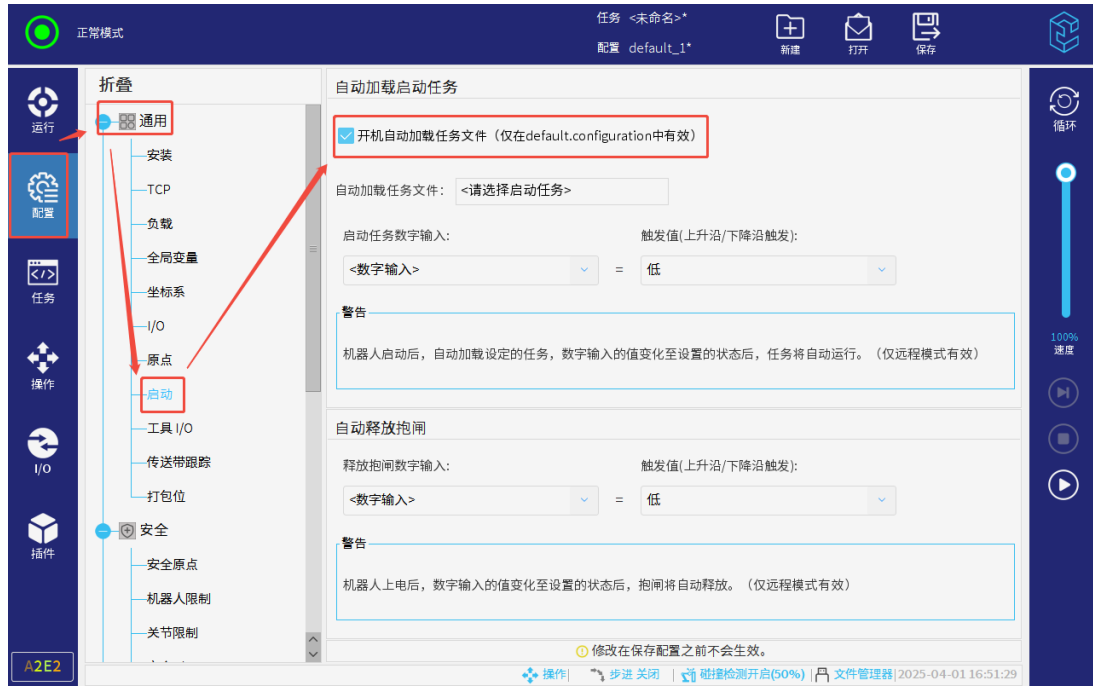 正常模式
任务 <未命名>*
配置 default_1*
新建
打开
保存
运行
配置
任务
操作
I/O
插件
A2E2
折叠
通用
安装
TCP
负载
全局变量
坐标系
I/O
原点
启动
工具 I/O
传送带跟踪
打包位
安全
安全原点
机器人限制
关节限制
自动加载启动任务
开机自动加载任务文件（仅在default.configuration中有效）
自动加载任务文件: <请选择启动任务>
启动任务数字输入: 触发值(上升沿/下降沿触发):
<数字输入> = 低
警告
机器人启动后，自动加载设定的任务，数字输入的值变化至设置的状态后，任务将自动运行。（仅远程模式有效）
自动释放抱闸
释放抱闸数字输入: 触发值(上升沿/下降沿触发):
<数字输入> = 低
警告
机器人上电后，数字输入的值变化至设置的状态后，抱闸将自动释放。（仅远程模式有效）
修改在保存配置之前不会生效。
操作| 步进 关闭 | 碰撞检测开启(50%) | 文件管理器 |2025-04-01 16:51:29
循环
100%
速度